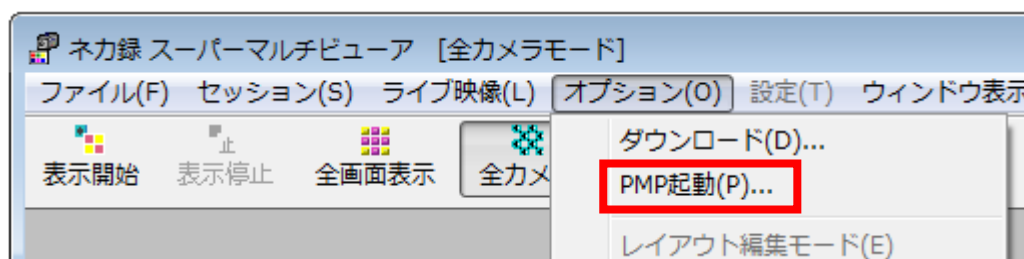 ネカ録 スーパーマルチビューア [全カメラモード]
ファイル(F) セッション(S) ライブ映像(L) オプション(O) 設定(T) ウィンドウ表示
表示開始 表示停止 全画面表示 全カメ
ダウンロード(D)...
PMP起動(P)...
レイアウト編集モード(E)